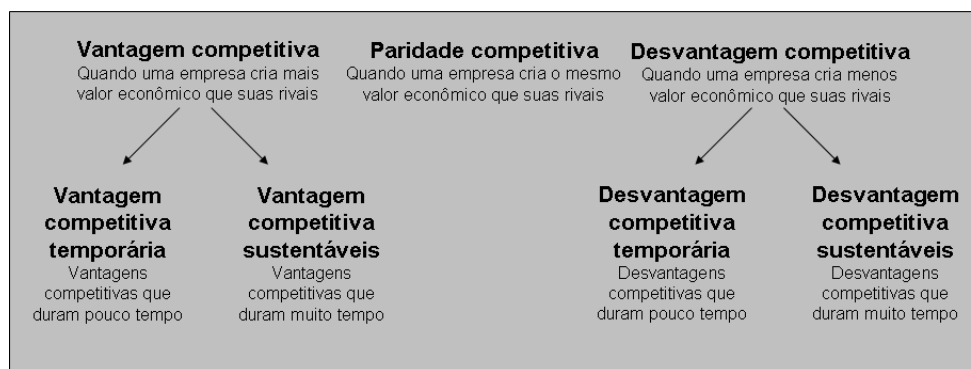 Vantagem competitiva
Quando uma empresa cria mais
valor econômico que suas rivais
Paridade competitiva
Quando uma empresa cria o mesmo
valor econômico que suas rivais
Desvantagem competitiva
Quando uma empresa cria menos
valor econômico que suas rivais
Vantagem
competitiva
temporária
Vantagens
competitivas que
duram pouco tempo
Vantagem
competitiva
sustentáveis
Vantagens
competitivas que
duram muito tempo
Desvantagem
competitiva
temporária
Desvantagens
competitivas que
duram pouco tempo
Desvantagem
competitiva
sustentáveis
Desvantagens
competitivas que
duram muito tempo